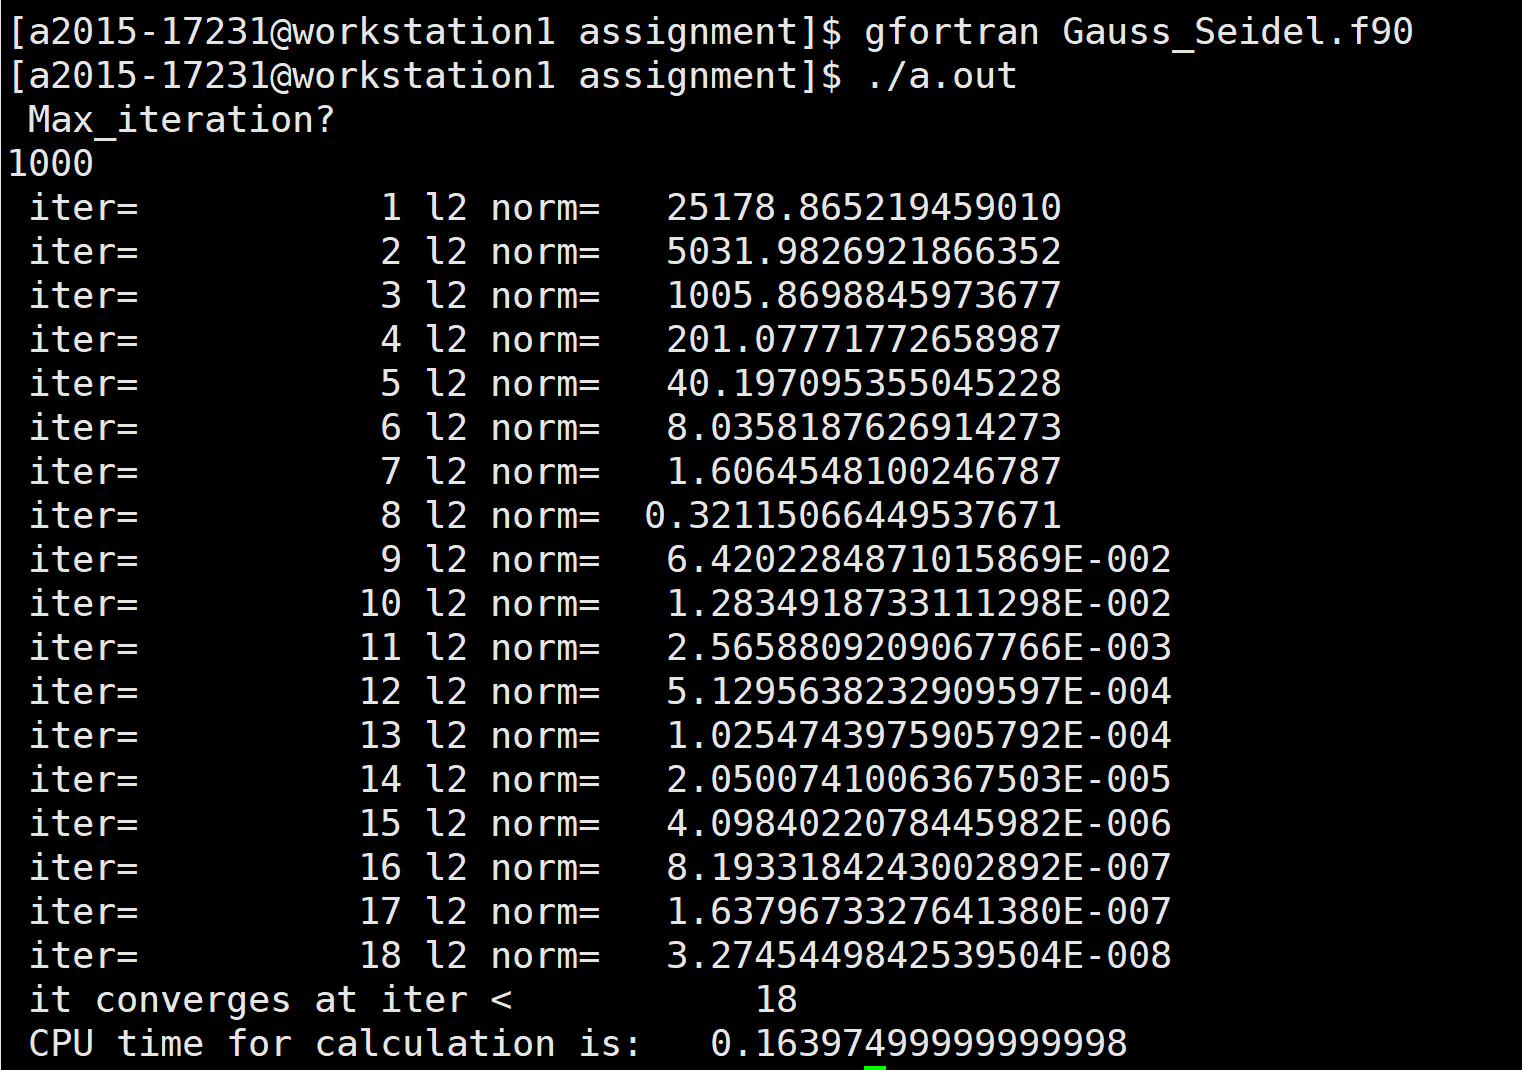 [a2015-17231@workstation1 assignment]$ gfortran Gauss_Seidel.f90
[a2015-17231@workstation1 assignment]$ ./a.out
 Max_iteration?
1000
 iter=           1 l2 norm=   25178.865219459010
 iter=           2 l2 norm=   5031.9826921866352
 iter=           3 l2 norm=   1005.8698845973677
 iter=           4 l2 norm=   201.07771772658987
 iter=           5 l2 norm=   40.197095355045228
 iter=           6 l2 norm=   8.0358187626914273
 iter=           7 l2 norm=   1.6064548100246787
 iter=           8 l2 norm=  0.32115066449537671
 iter=           9 l2 norm=   6.4202284871015869E-002
 iter=          10 l2 norm=   1.2834918733111298E-002
 iter=          11 l2 norm=   2.5658809209067766E-003
 iter=          12 l2 norm=   5.1295638232909597E-004
 iter=          13 l2 norm=   1.0254743975905792E-004
 iter=          14 l2 norm=   2.0500741006367503E-005
 iter=          15 l2 norm=   4.0984022078445982E-006
 iter=          16 l2 norm=   8.1933184243002892E-007
 iter=          17 l2 norm=   1.6379673327641380E-007
 iter=          18 l2 norm=   3.2745449842539504E-008
 it converges at iter <           18
 CPU time for calculation is:   0.16397499999999998